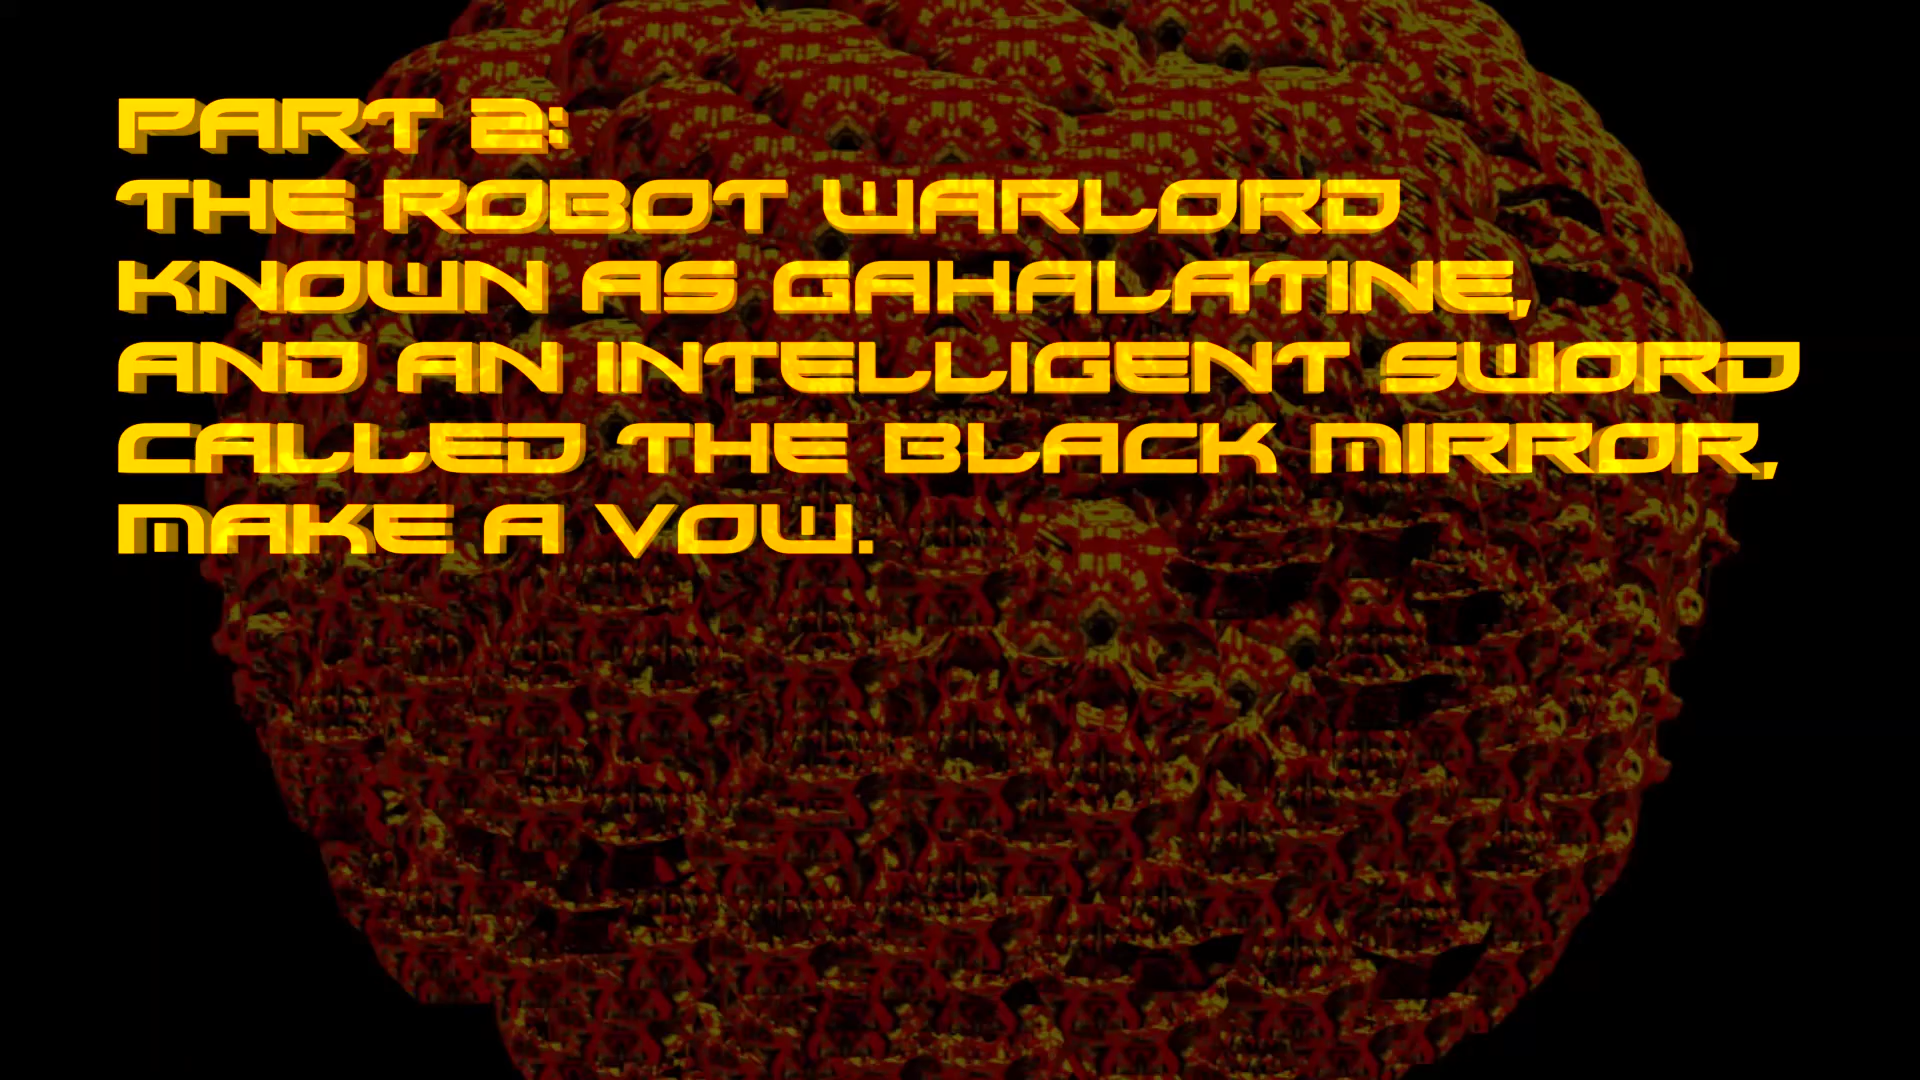 PART 2:
THE ROBOT WARLORD
KNOWN AS GAHALATINE,
AND AN INTELLIGENT SWORD
CALLED THE BLACK MIRROR,
MAKE A VOW.